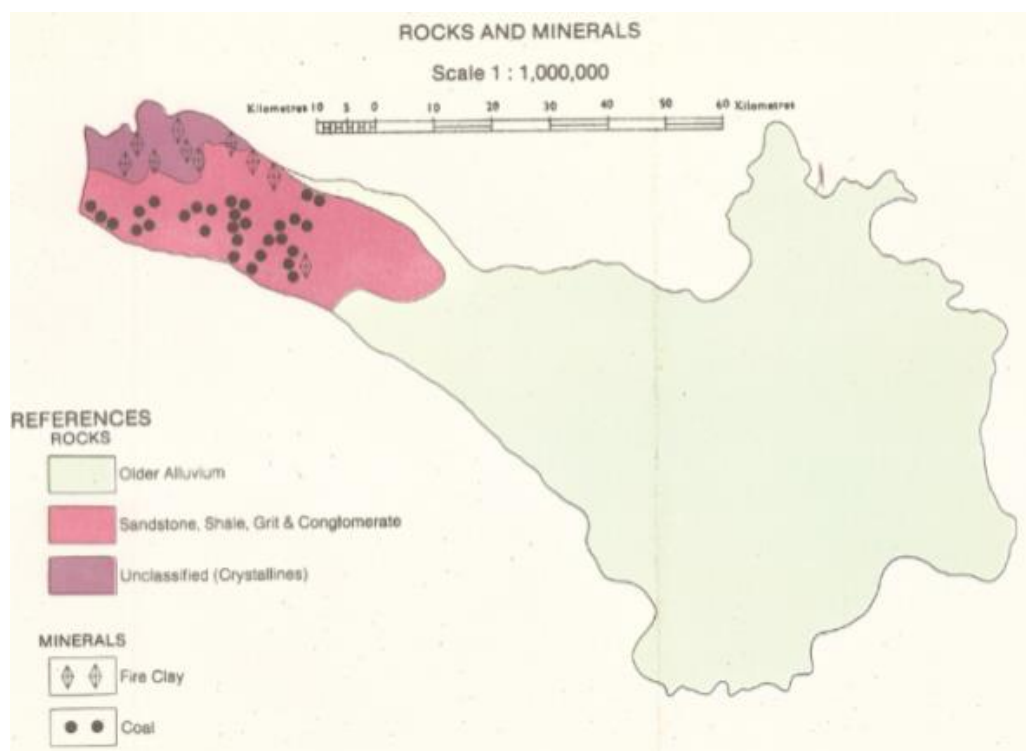 ROCKS AND MINERALS
Scale 1 : 1,000,000
Kilometres 10 5 0 10 20 30 40 50 60 Kilometres
REFERENCES
ROCKS
Older Alluvium
Sandstone, Shale, Grit & Conglomerate
Unclassified (Crystallines)
MINERALS
Fire Clay
Coal